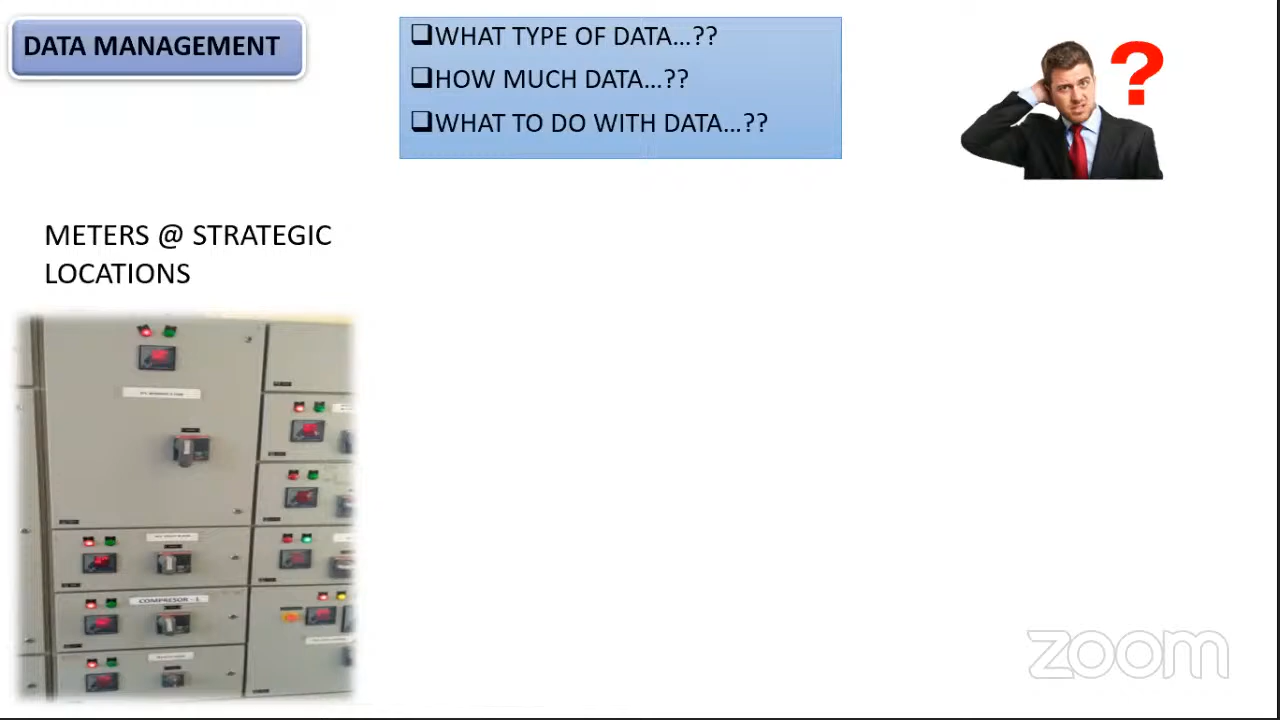 DATA MANAGEMENT
❑WHAT TYPE OF DATA...??
❑HOW MUCH DATA...??
❑WHAT TO DO WITH DATA...??
?
METERS @ STRATEGIC
LOCATIONS
COMPRESOR - 1
zoom